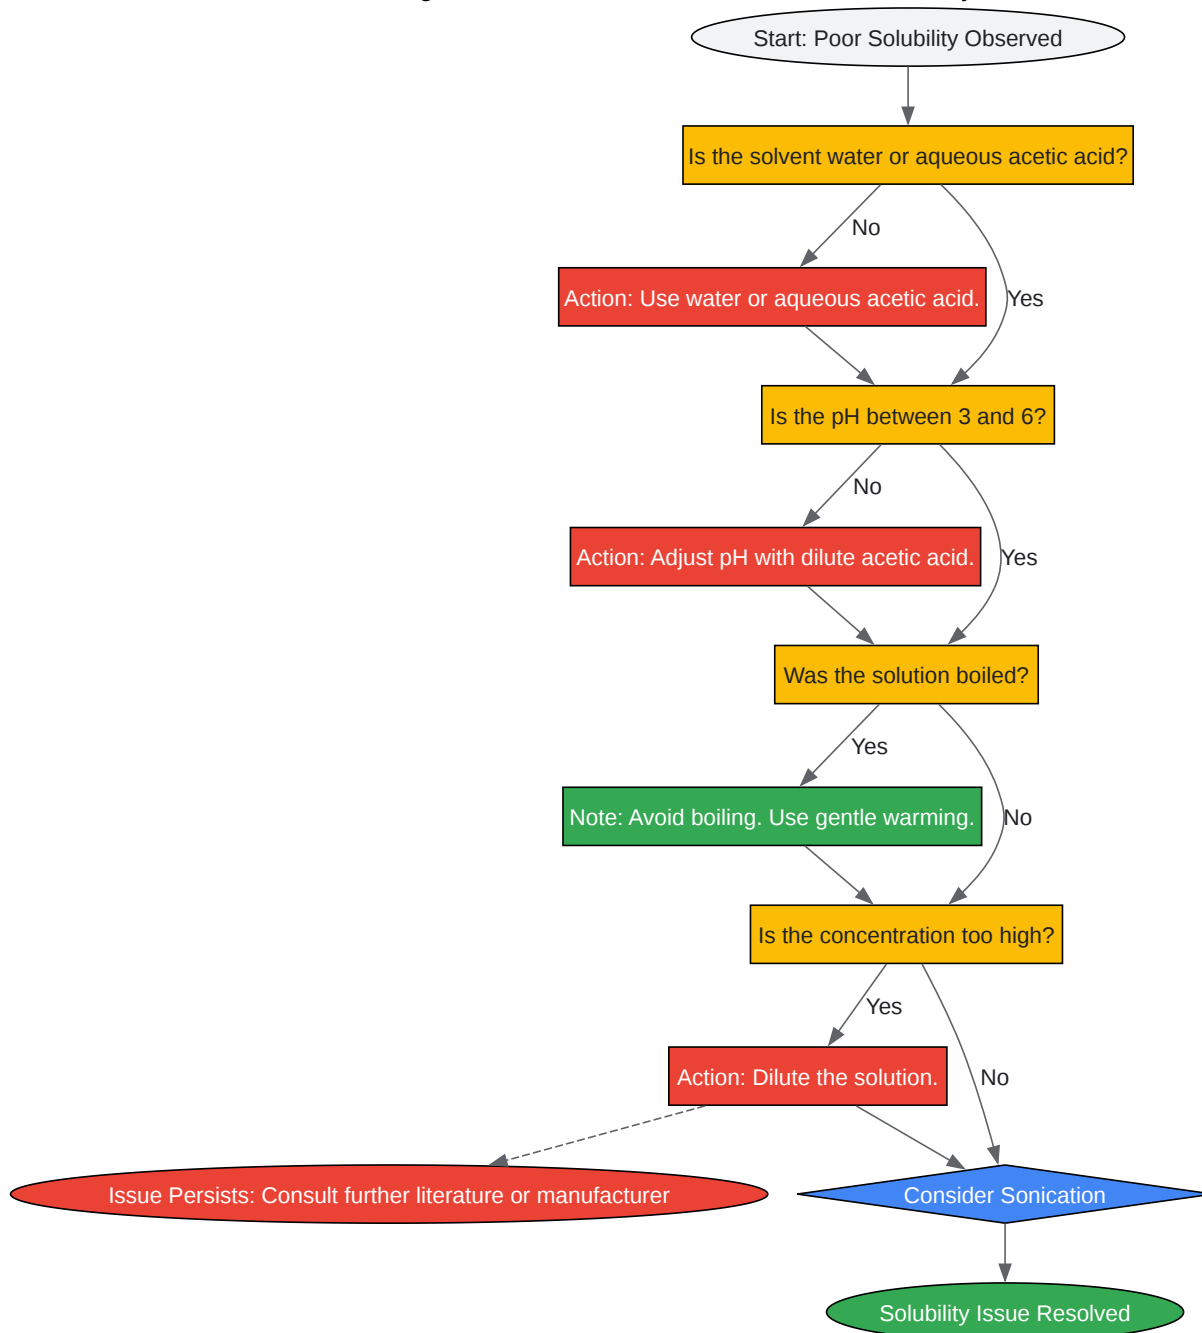 Start: Poor Solubility Observed
Is the solvent water or aqueous acetic acid?
No
Action: Use water or aqueous acetic acid.
Yes
Is the pH between 3 and 6?
No
Action: Adjust pH with dilute acetic acid.
Yes
Was the solution boiled?
Yes
Note: Avoid boiling. Use gentle warming.
No
Is the concentration too high?
Yes
Action: Dilute the solution.
No
Issue Persists: Consult further literature or manufacturer
Consider Sonication
Solubility Issue Resolved